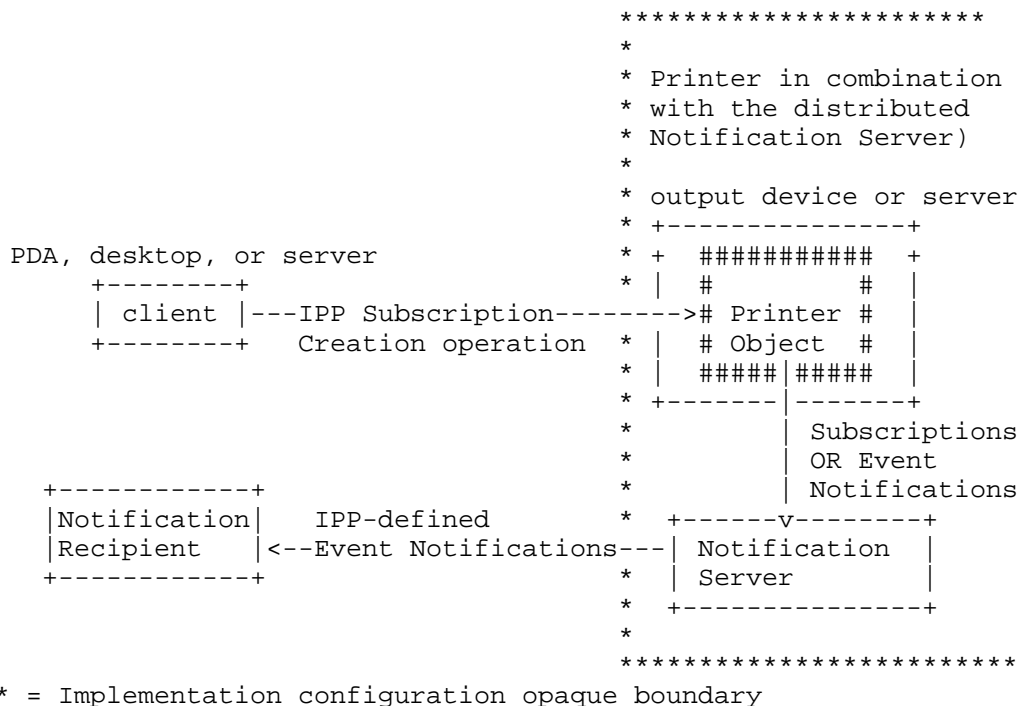 ***********************
*
* Printer in combination
* with the distributed
* Notification Server)
*
* output device or server
* +---------------+
PDA, desktop, or server * + ########### +
+--------+ * | # # |
| client |---IPP Subscription--------># Printer # |
+--------+ Creation operation * | # Object # |
* | #####|##### |
* +-------|-------+
* | Subscriptions
* | OR Event
+------------+ * | Notifications
|Notification| IPP-defined * +------v--------+
|Recipient |<--Event Notifications---| Notification |
+------------+ * | Server |
* +---------------+
*
*************************
* = Implementation configuration opaque boundary